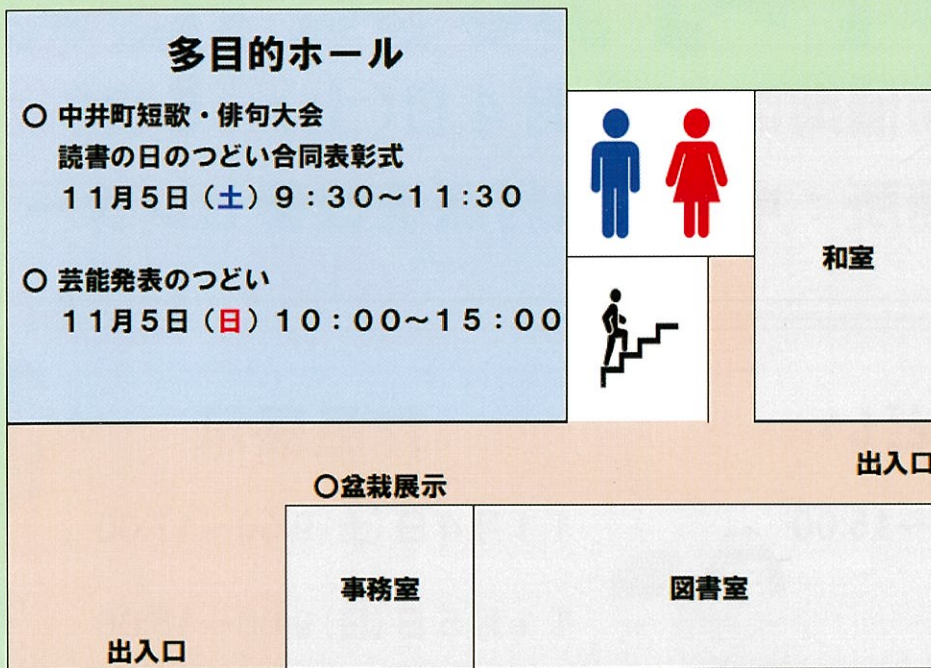 多目的ホール
〇 中井町短歌・俳句大会
読書の日のつどい合同表彰式
１１月５日（土）９：３０～１１:３０
〇 芸能発表のつどい
１１月５日（日）１０：００～１５：００
和室
出入口
〇盆栽展示
事務室
図書室
出入口